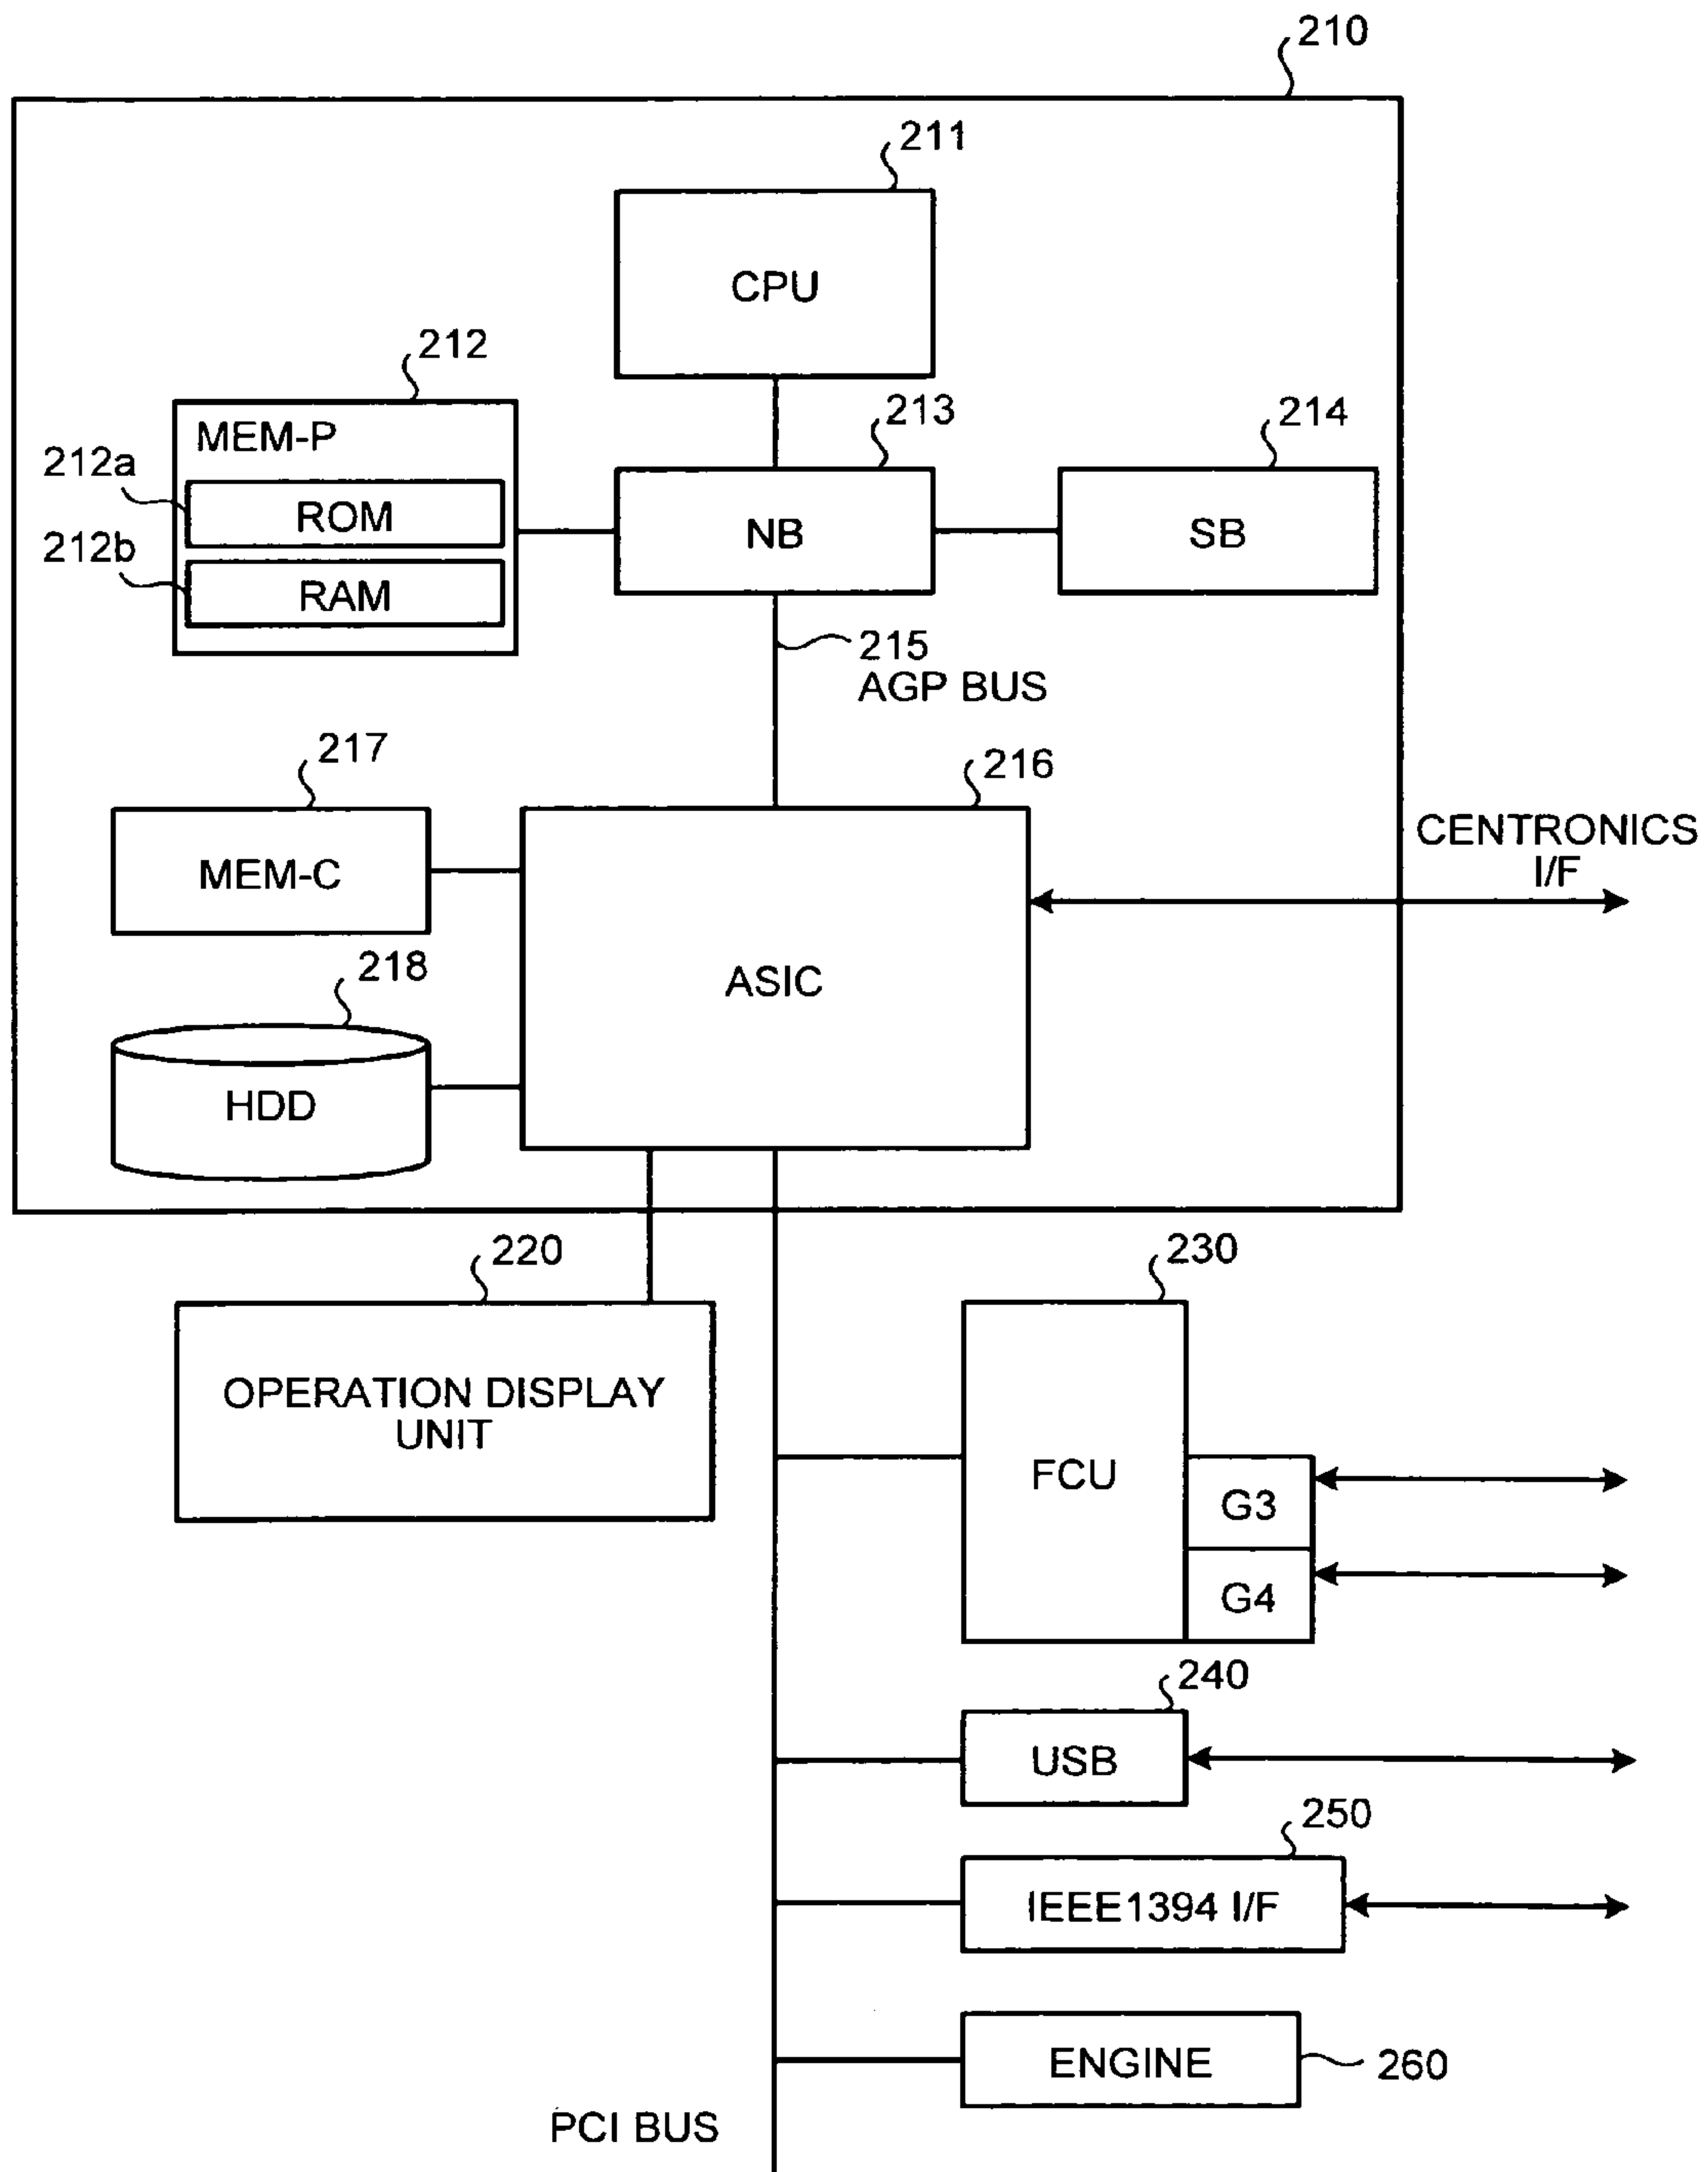 210
211
CPU
212
213
214
MEM-P
212a
ROM
NB
SB
212b
RAM
215
AGP BUS
217
216
CENTRONICS
I/F
MEM-C
218
ASIC
HDD
220
230
OPERATION DISPLAY
UNIT
FCU
G3
G4
240
USB
250
IEEE1394 I/F
ENGINE
260
PCI BUS